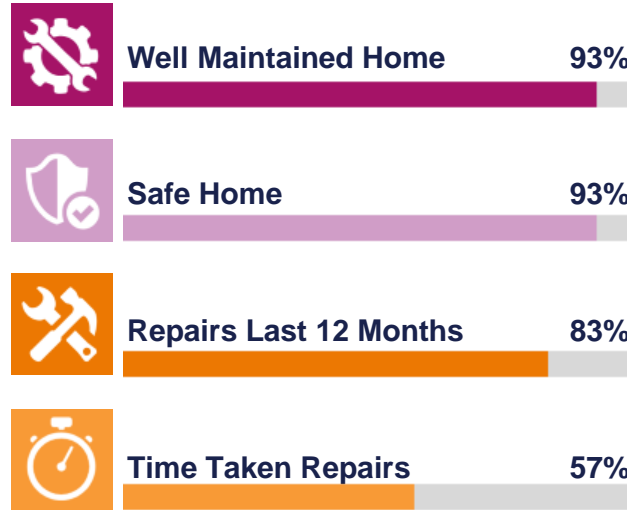 Well Maintained Home 93%
Safe Home 93%
Repairs Last 12 Months 83%
Time Taken Repairs 57%